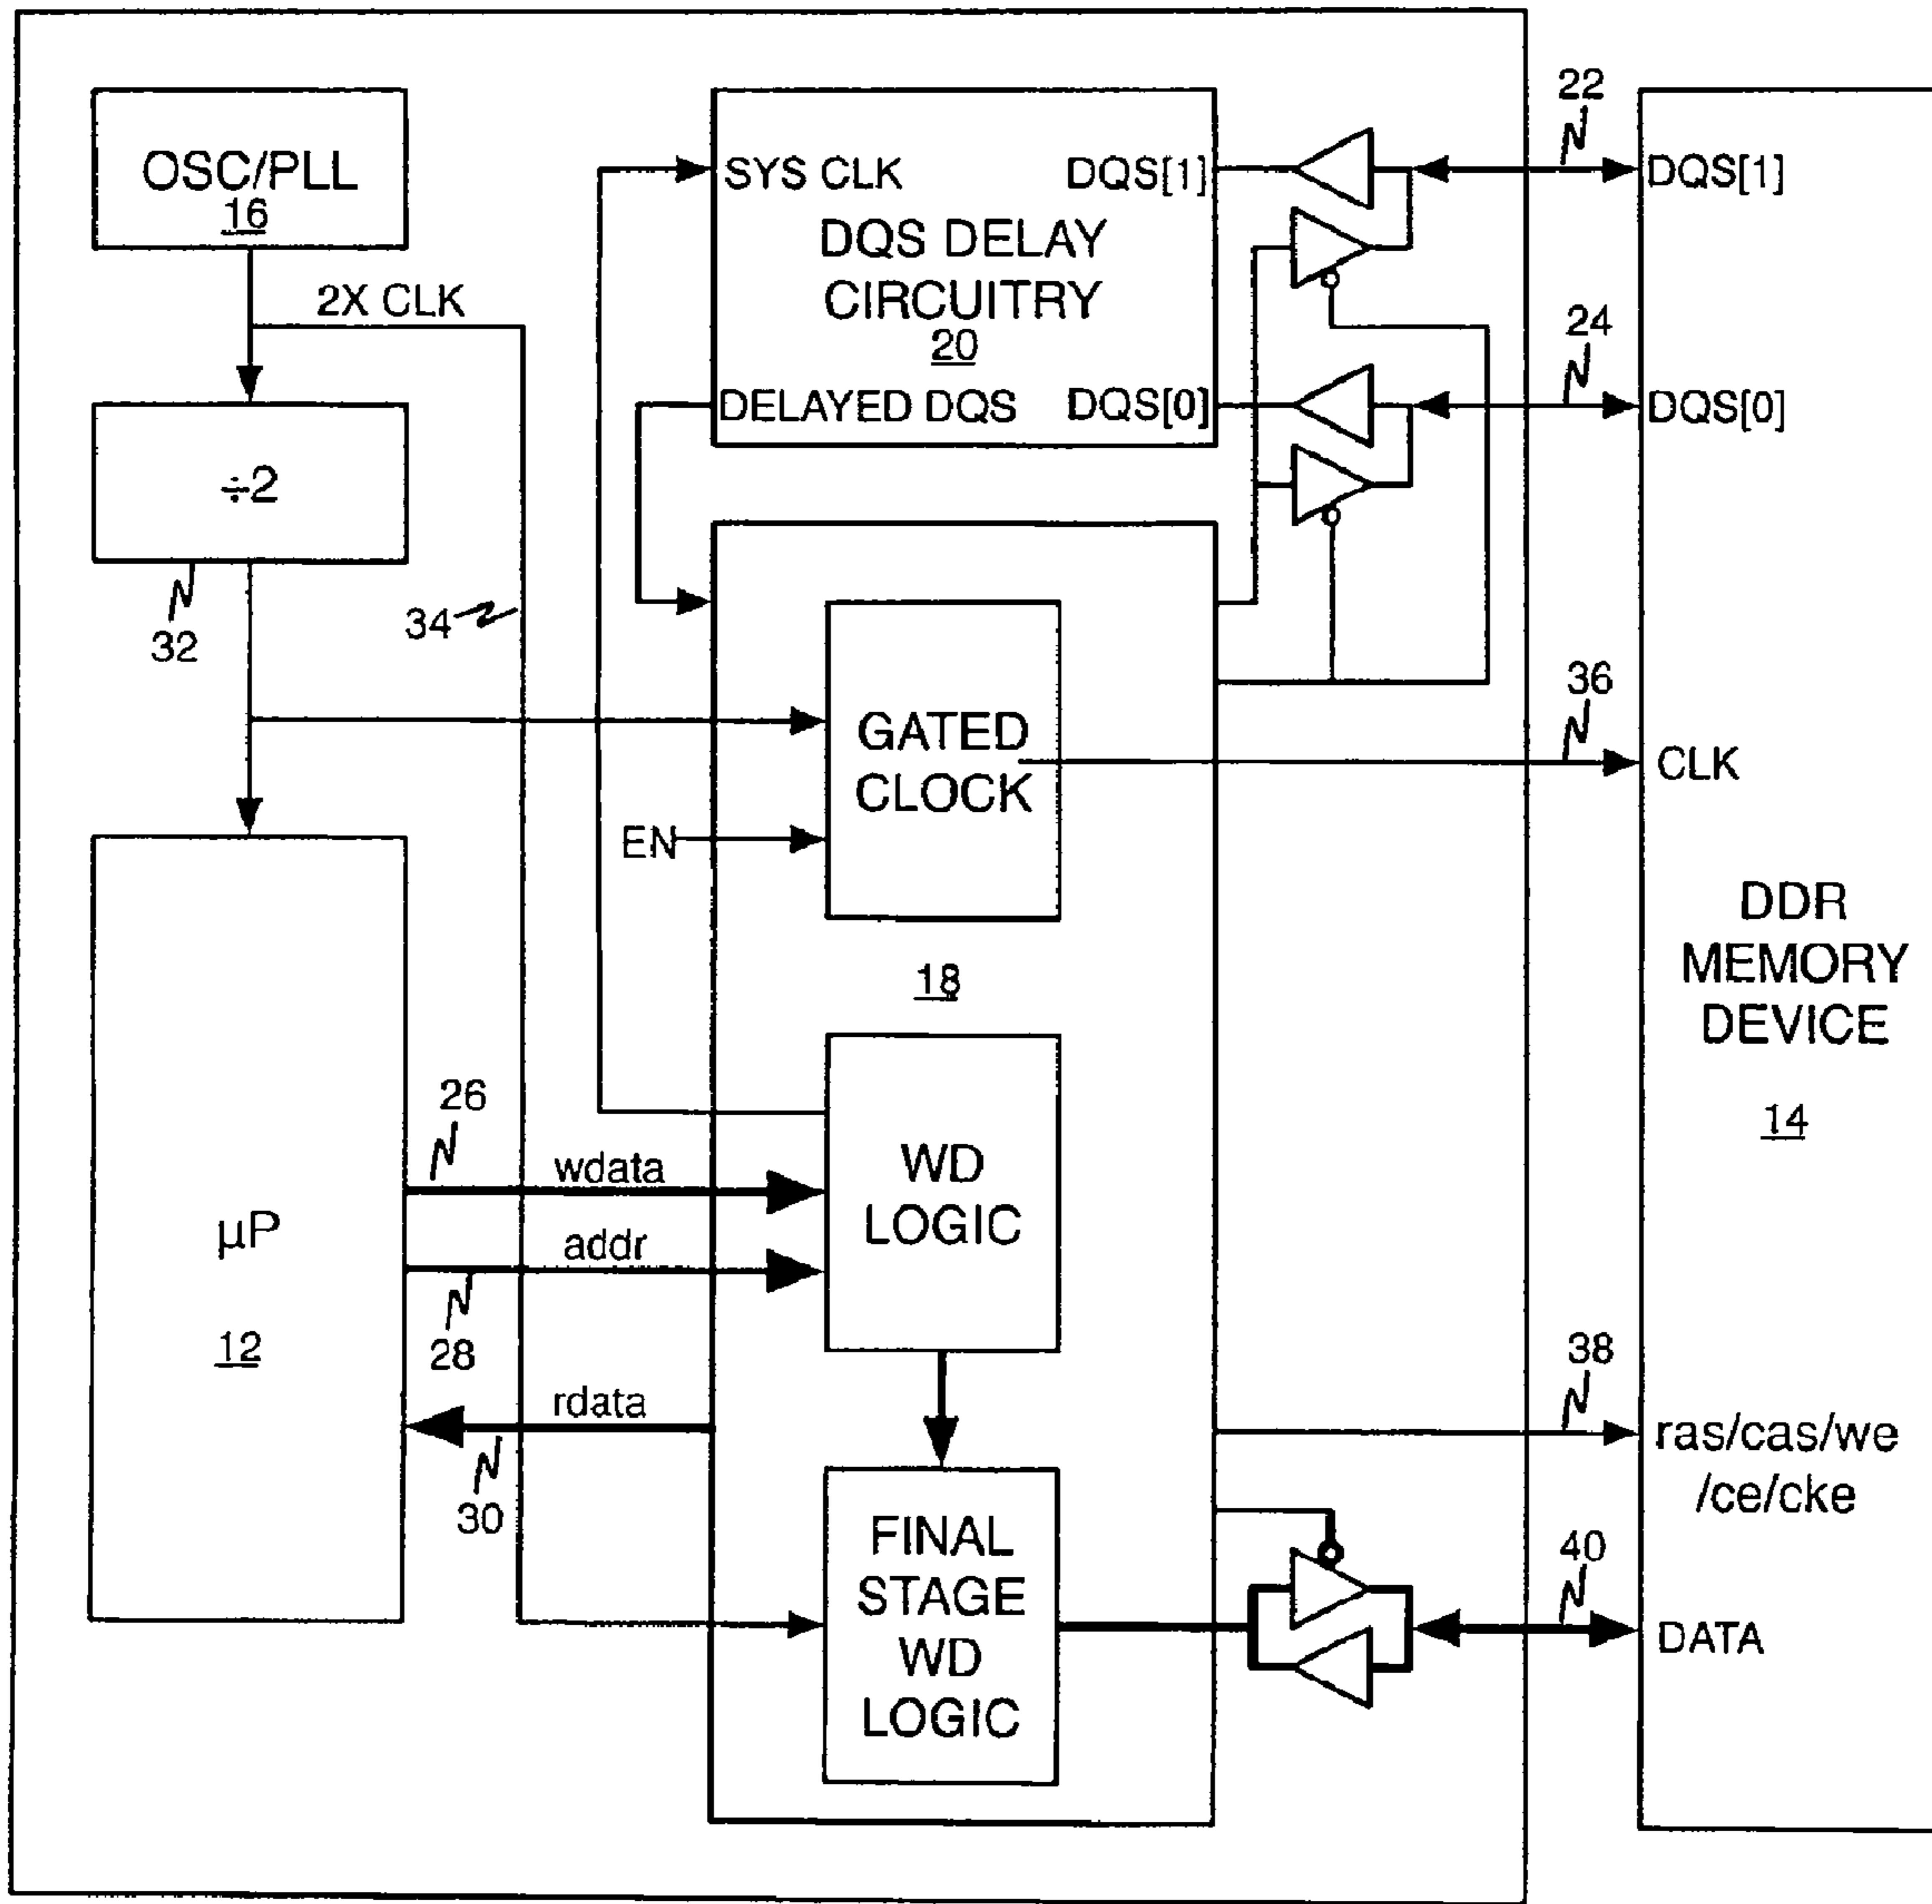 OSC/PLL
16
2X CLK
÷2
32
34
SYS CLK
DQS[1]
DQS DELAY
CIRCUITRY
20
DELAYED DQS
DQS[0]
22
DQS[1]
24
DQS[0]
GATED
CLOCK
EN
18
36
CLK
DDR
MEMORY
DEVICE
14
µP
12
26
wdata
addr
28
rdata
30
WD
LOGIC
FINAL
STAGE
WD
LOGIC
38
ras/cas/we
/ce/cke
40
DATA